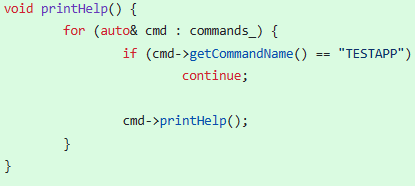 void printHelp() {
        for (auto& cmd : commands_) {
                if (cmd->getCommandName() == "TESTAPP")
                        continue;

                cmd->printHelp();
        }
}